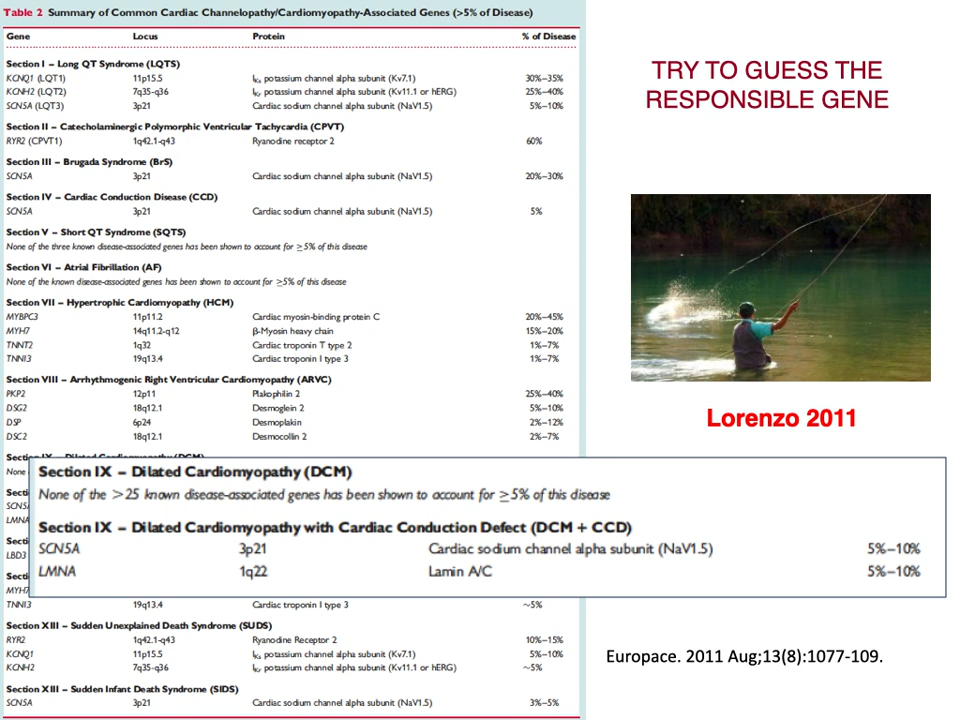 Table 2 Summary of Common Cardiac Channelopathy/Cardiomyopathy-Associated Genes (>5% of Disease)
Gene Locus Protein % of Disease
Section I – Long QT Syndrome (LQTS)
KCNQ1 (LQT1) 11p15.5 IKs potassium channel alpha subunit (Kv7.1) 30%–35%
KCNH2 (LQT2) 7q35-q36 IKr potassium channel alpha subunit (Kv11.1 or hERG) 25%–40%
SCN5A (LQT3) 3p21 Cardiac sodium channel alpha subunit (NaV1.5) 5%–10%
Section II – Catecholaminergic Polymorphic Ventricular Tachycardia (CPVT)
RYR2 (CPVT1) 1q42.1-q43 Ryanodine receptor 2 60%
Section III – Brugada Syndrome (BrS)
SCN5A 3p21 Cardiac sodium channel alpha subunit (NaV1.5) 20%–30%
Section IV – Cardiac Conduction Disease (CCD)
SCN5A 3p21 Cardiac sodium channel alpha subunit (NaV1.5) 5%
Section V – Short QT Syndrome (SQTS)
None of the three known disease-associated genes has been shown to account for ≥5% of this disease
Section VI – Atrial Fibrillation (AF)
None of the known disease-associated genes has been shown to account for ≥5% of this disease
Section VII – Hypertrophic Cardiomyopathy (HCM)
MYBPC3 11p11.2 Cardiac myosin-binding protein C 20%–45%
MYH7 14q11.2-q12 β-Myosin heavy chain 15%–20%
TNNT2 1q32 Cardiac troponin T type 2 1%–7%
TNNI3 19q13.4 Cardiac troponin I type 3 1%–7%
Section VIII – Arrhythmogenic Right Ventricular Cardiomyopathy (ARVC)
PKP2 12p11 Plakophilin 2 25%–40%
DSG2 18q12.1 Desmoglein 2 5%–10%
DSP 6p24 Desmoplakin 2%–12%
DSC2 18q12.1 Desmocollin 2 2%–7%
Section IX – Dilated Cardiomyopathy (DCM)
None
Secti
SCN5A
LMNA
Secti
LBD3
Secti
MYH7
Section IX – Dilated Cardiomyopathy (DCM)
None of the >25 known disease-associated genes has been shown to account for ≥5% of this disease
Section IX – Dilated Cardiomyopathy with Cardiac Conduction Defect (DCM + CCD)
SCN5A 3p21 Cardiac sodium channel alpha subunit (NaV1.5) 5%–10%
LMNA 1q22 Lamin A/C 5%–10%
TNNI3 19q13.4 Cardiac troponin I type 3 ~5%
Section XIII – Sudden Unexplained Death Syndrome (SUDS)
RYR2 1q42.1-q43 Ryanodine Receptor 2 10%–15%
KCNQ1 11p15.5 IKs potassium channel alpha subunit (Kv7.1) 5%–10%
KCNH2 7q35-q36 IKr potassium channel alpha subunit (Kv11.1 or hERG) ~5%
Section XIII – Sudden Infant Death Syndrome (SIDS)
SCN5A 3p21 Cardiac sodium channel alpha subunit (NaV1.5) 3%–5%
TRY TO GUESS THE
RESPONSIBLE GENE
Lorenzo 2011
Europace. 2011 Aug;13(8):1077-109.